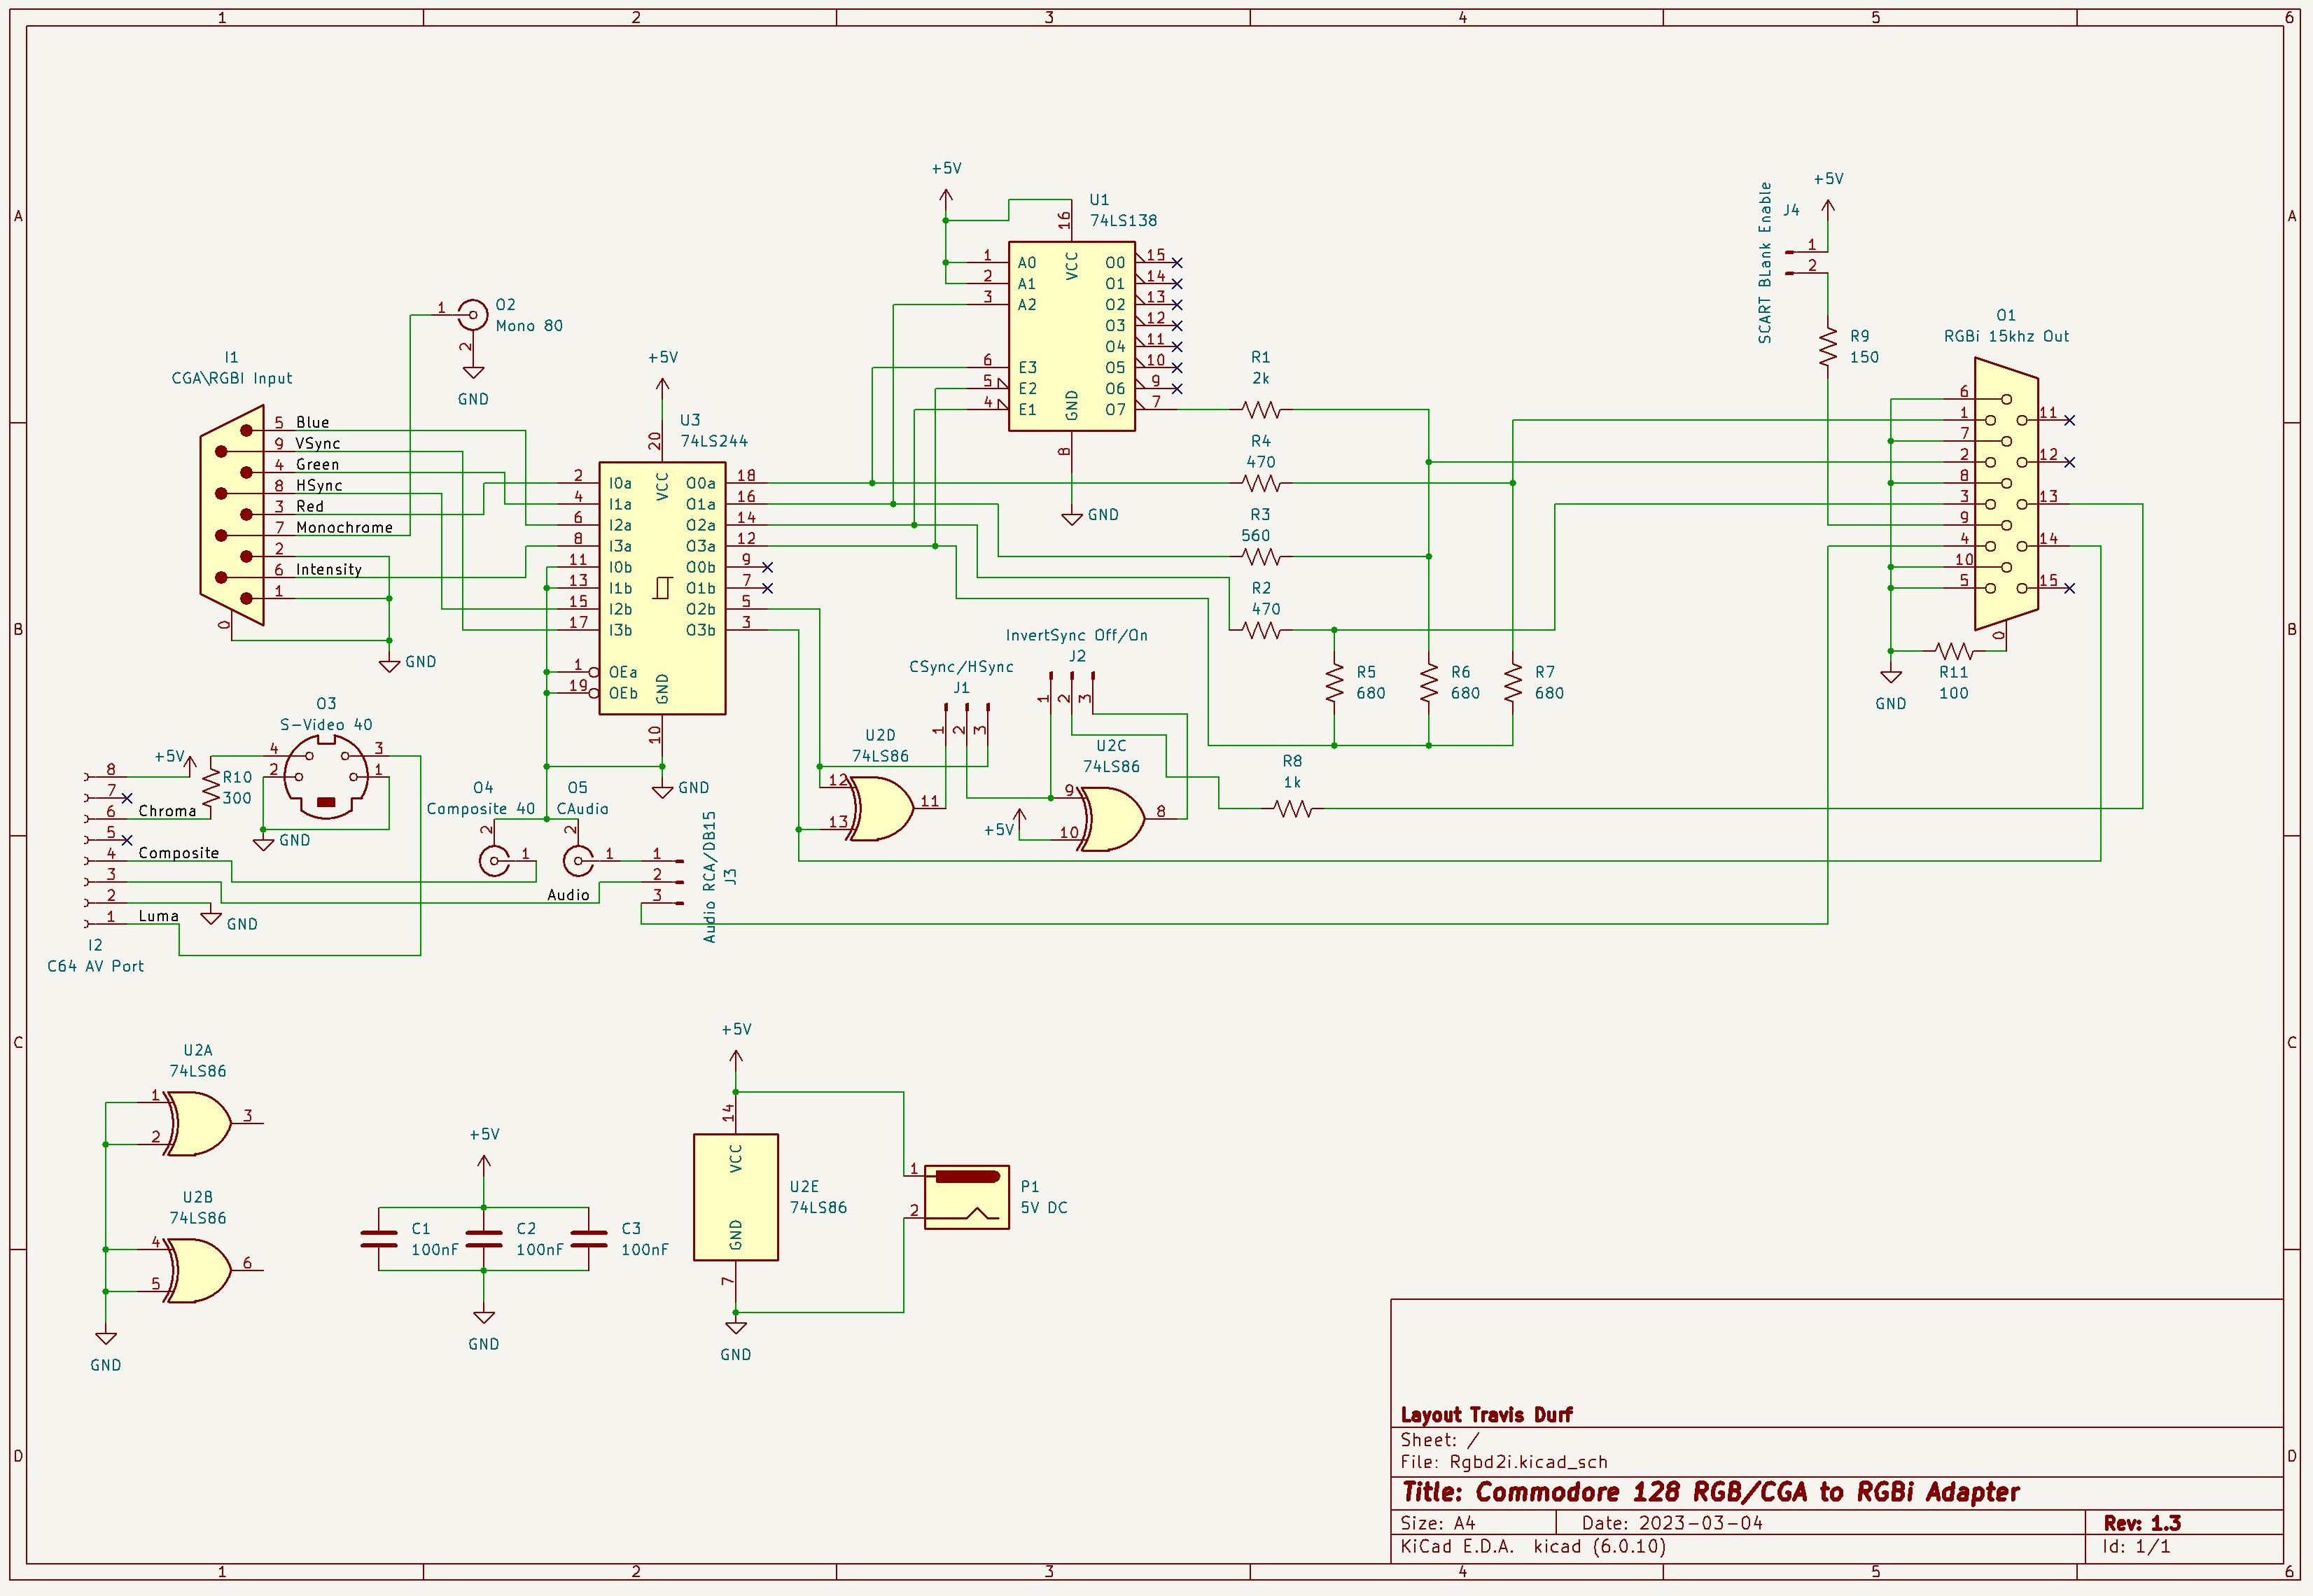 1 2 3 4 5 6
A A
+5V
U1
74LS138
16
VCC
GND
8
1 A0
2 A1
3 A2
6 E3
5 E2
4 E1
O0 15
O1 14
O2 13
O3 12
O4 11
O5 10
O6 9
O7 7
GND
+5V
J4
SCART BLank Enable
1
2
R9
150
O1
RGBi 15khz Out
6
1
7
2
8
3
9
4
10
5
11
12
13
14
15
0
R11
100
GND
1
2
O2
Mono 80
GND
I1
CGA\RGBI Input
5 Blue
9 VSync
4 Green
8 HSync
3 Red
7 Monochrome
2
6 Intensity
1
0
GND
B B
+5V
U3
74LS244
20
VCC
2 I0a O0a 18
4 I1a O1a 16
6 I2a O2a 14
8 I3a O3a 12
11 I0b O0b 9
13 I1b O1b 7
15 I2b O2b 5
17 I3b O3b 3
1 OEa
19 OEb
GND
10
GND
R1
2k
R4
470
R3
560
R2
470
R5
680
R6
680
R7
680
R8
1k
InvertSync Off/On
J2
1 2 3
CSync/HSync
J1
1 2 3
U2D
74LS86
12
13
11
U2C
74LS86
9
10
8
+5V
O3
S-Video 40
4 3
2 1
GND
+5V
R10
300
8
7
6 Chroma
5
4 Composite
3
2
1 Luma
GND
I2
C64 AV Port
O4
Composite 40
2
1
O5
CAudio
2
1
Audio
1
2
3
Audio RCA/DB15
J3
C C
U2A
74LS86
1
2
3
U2B
74LS86
4
5
6
GND
+5V
C1
100nF
C2
100nF
C3
100nF
GND
+5V
14
VCC
GND
7
U2E
74LS86
GND
1
2
P1
5V DC
D D
Layout Travis Durf
Sheet: /
File: Rgbd2i.kicad_sch
Title: Commodore 128 RGB/CGA to RGBi Adapter
Size: A4 Date: 2023-03-04 Rev: 1.3
KiCad E.D.A. kicad (6.0.10) Id: 1/1
1 2 3 4 5 6